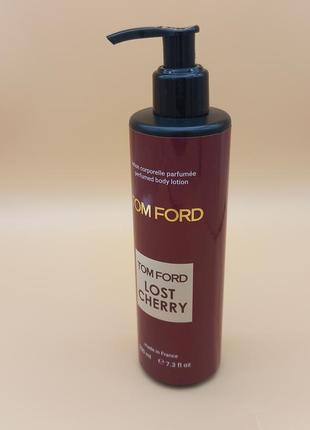 lotion corporelle parfumée
perfumed body lotion
TOM FORD
TOM FORD
LOST
CHERRY
made in France
ml ℮ 7.3 fl oz